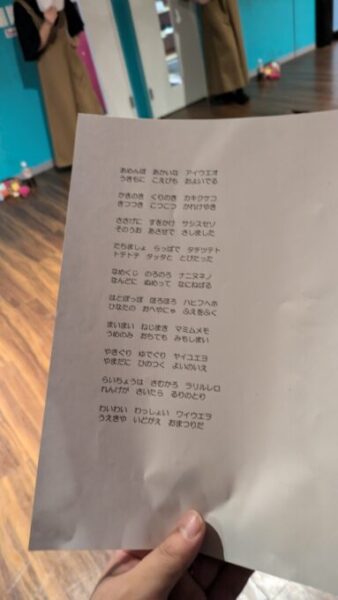 あめんぼ　あかいな　アイウエオ
うきもに　こえびも　およいでる
かきのき　くりのき　カキクケコ
きつつき　こつこつ　かれけやき
ささげに　すをかけ　サシスセソ
そのうお　あさせで　さしました
たちましょ　らっぱで　タチツテト
トテトテ　タッタと　とびたった
なめくじ　のろのろ　ナニヌネノ
なんどに　ぬめって　なにねばる
はとぽっぽ　ほろほろ　ハヒフヘホ
ひなたの　おへやにゃ　ふえをふく
まいまい　ねじまき　マミムメモ
うめのみ　おちても　みもしまい
やきぐり　ゆでぐり　ヤイユエヨ
やまだに　ひのつく　よいのいえ
らいちょうは　さむかろ　ラリルレロ
れんげが　さいたら　るりのとり
わいわい　わっしょい　ワイウエヲ
うえきや　いどがえ　おまつりだ